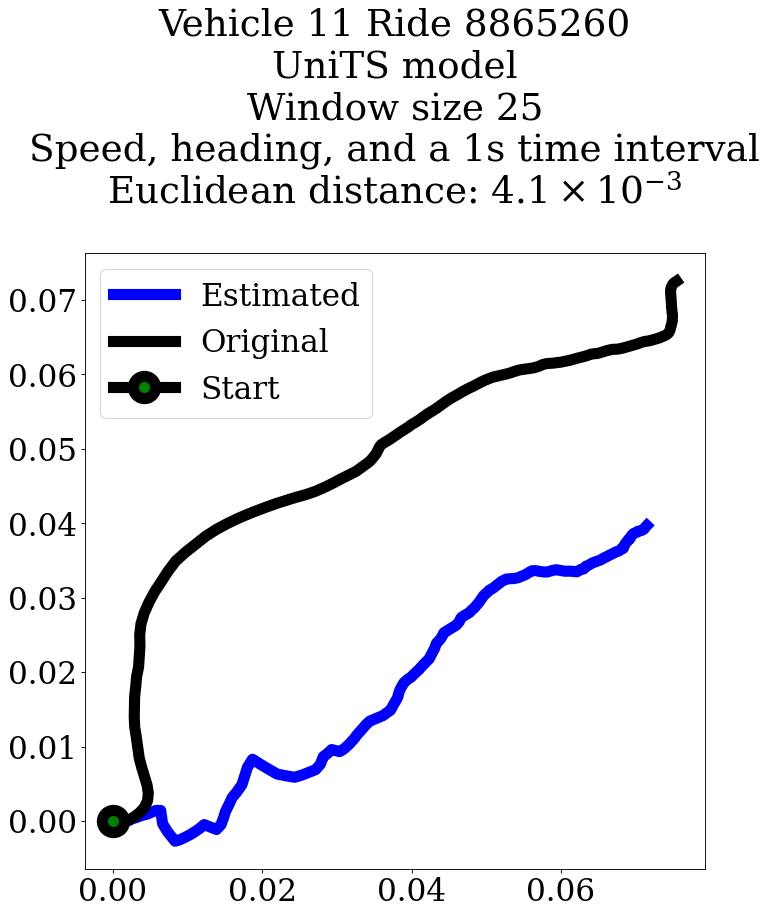 Vehicle 11 Ride 8865260
UniTS model
Window size 25
Speed, heading, and a 1s time interval
Euclidean distance: 4.1 × 10⁻³
Estimated
Original
Start
0.07
0.06
0.05
0.04
0.03
0.02
0.01
0.00
0.00 0.02 0.04 0.06